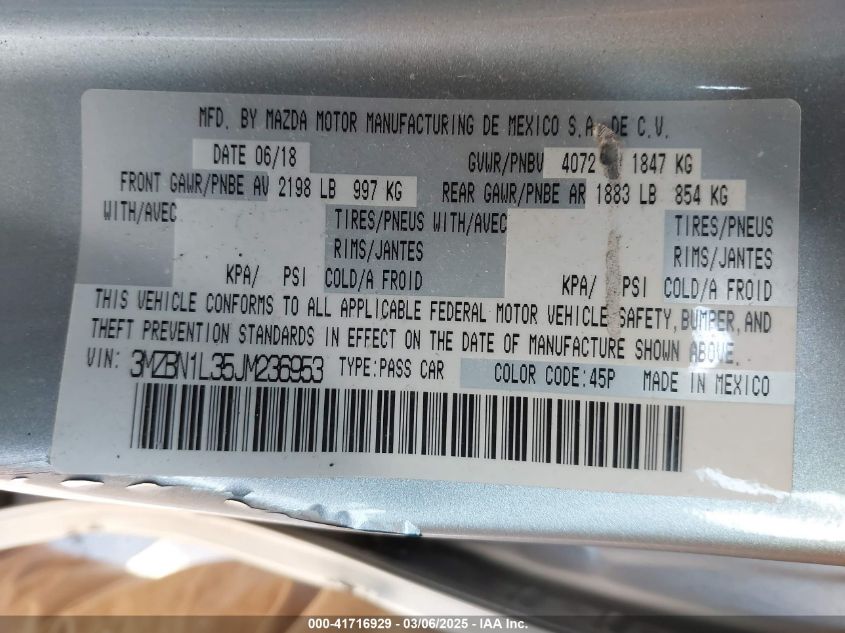 MFD. BY MAZDA MOTOR MANUFACTURING DE MEXICO S.A. DE C.V.
DATE 06/18 GVWR/PNBV 4072 1847 KG
FRONT GAWR/PNBE AV 2198 LB 997 KG REAR GAWR/PNBE AR 1883 LB 854 KG
WITH/AVEC TIRES/PNEUS WITH/AVEC TIRES/PNEUS
RIMS/JANTES RIMS/JANTES
KPA/ PSI COLD/A FROID KPA/ PSI COLD/A FROID
THIS VEHICLE CONFORMS TO ALL APPLICABLE FEDERAL MOTOR VEHICLE SAFETY, BUMPER, AND
THEFT PREVENTION STANDARDS IN EFFECT ON THE DATE OF MANUFACTURE SHOWN ABOVE.
VIN: 3MZBN1L35JM236953 TYPE:PASS CAR COLOR CODE:45P MADE IN MEXICO
000-41716929 - 03/06/2025 - IAA Inc.